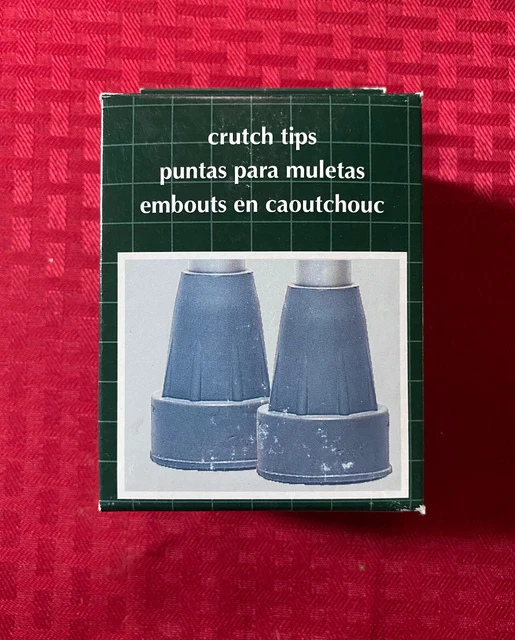 crutch tips
puntas para muletas
embouts en caoutchouc